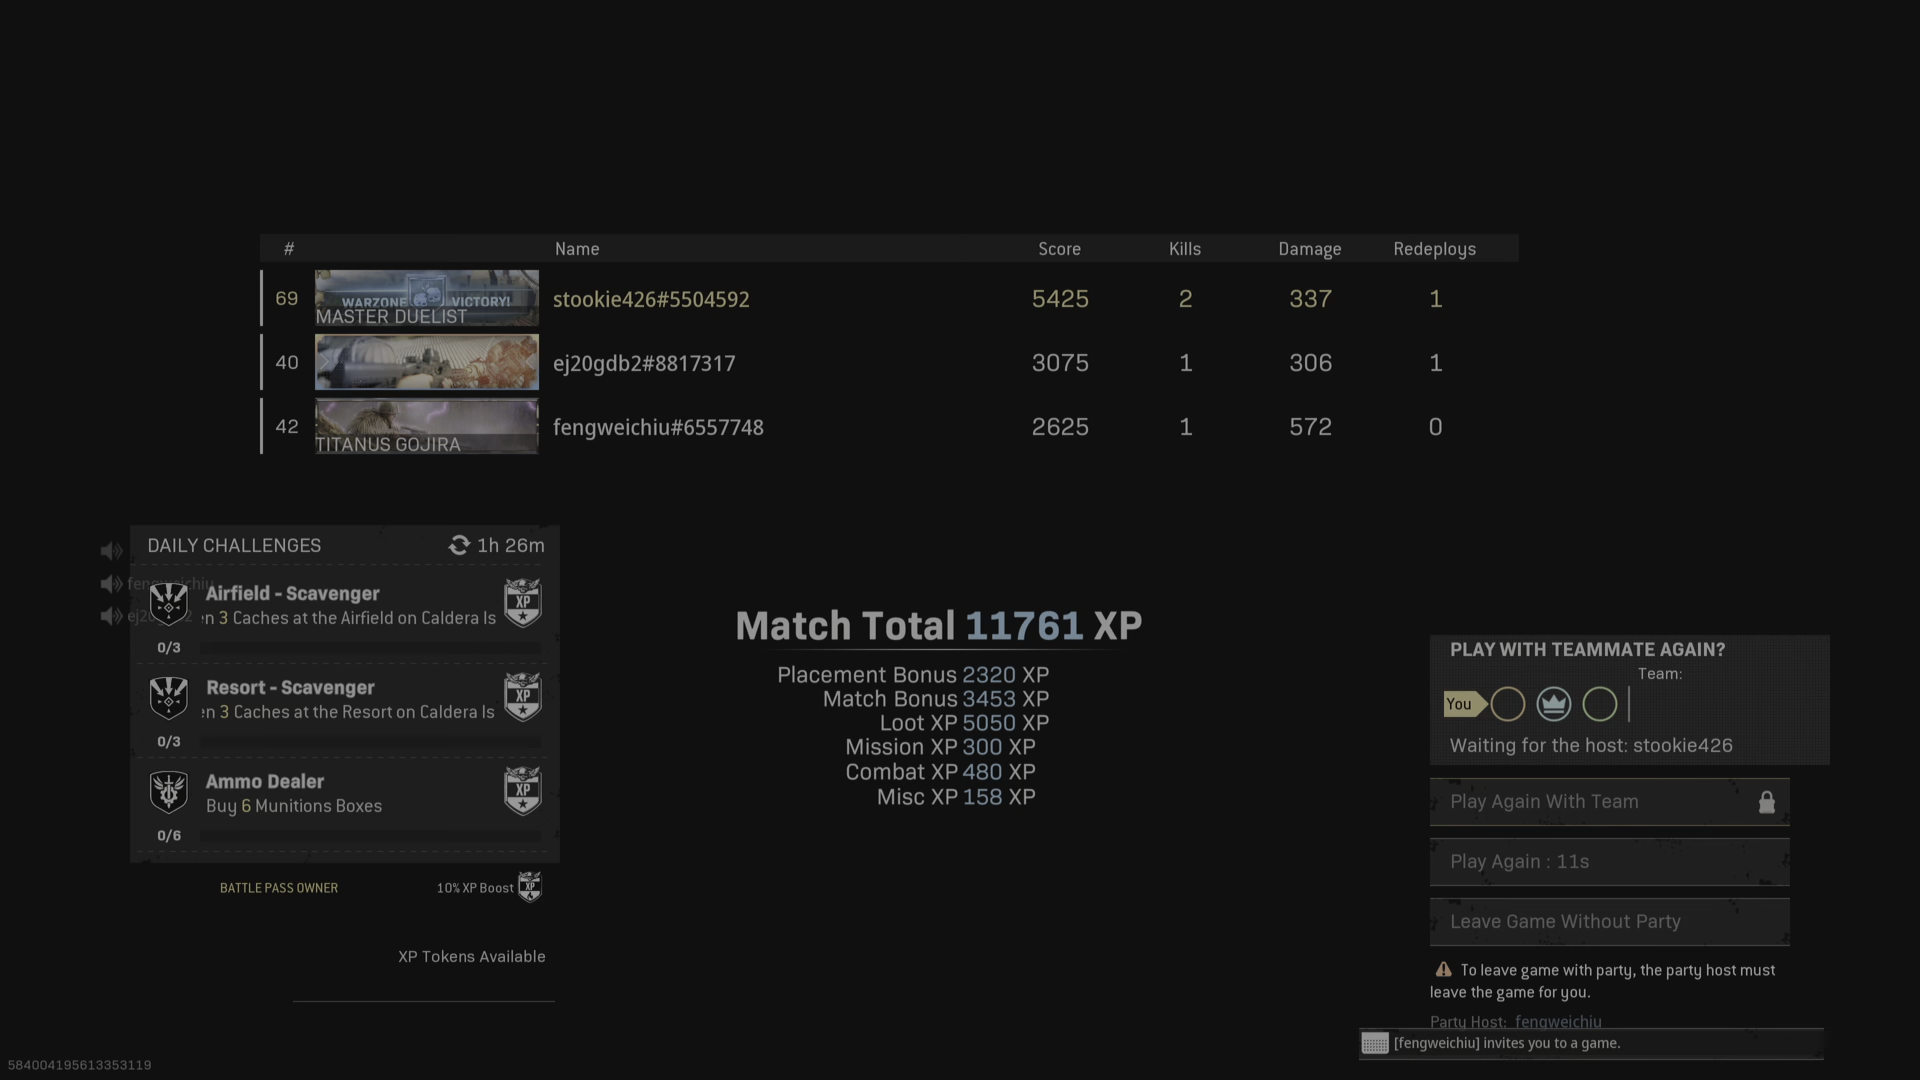 # Name Score Kills Damage Redeploys
69 WARZONE VICTORY! MASTER DUELIST stookie426#5504592 5425 2 337 1
40 ej20gdb2#8817317 3075 1 306 1
42 TITANUS GOJIRA fengweichiu#6557748 2625 1 572 0
DAILY CHALLENGES 1h 26m
fengweichiu
Airfield - Scavenger XP
en 3 Caches at the Airfield on Caldera Is
0/3
Resort - Scavenger XP
en 3 Caches at the Resort on Caldera Is
0/3
Ammo Dealer XP
Buy 6 Munitions Boxes
0/6
BATTLE PASS OWNER 10% XP Boost XP
XP Tokens Available
Match Total 11761 XP
Placement Bonus 2320 XP
Match Bonus 3453 XP
Loot XP 5050 XP
Mission XP 300 XP
Combat XP 480 XP
Misc XP 158 XP
PLAY WITH TEAMMATE AGAIN?
Team:
You
Waiting for the host: stookie426
Play Again With Team
Play Again : 11s
Leave Game Without Party
To leave game with party, the party host must
leave the game for you.
Party Host: fengweichiu
[fengweichiu] invites you to a game.
584004195613353119